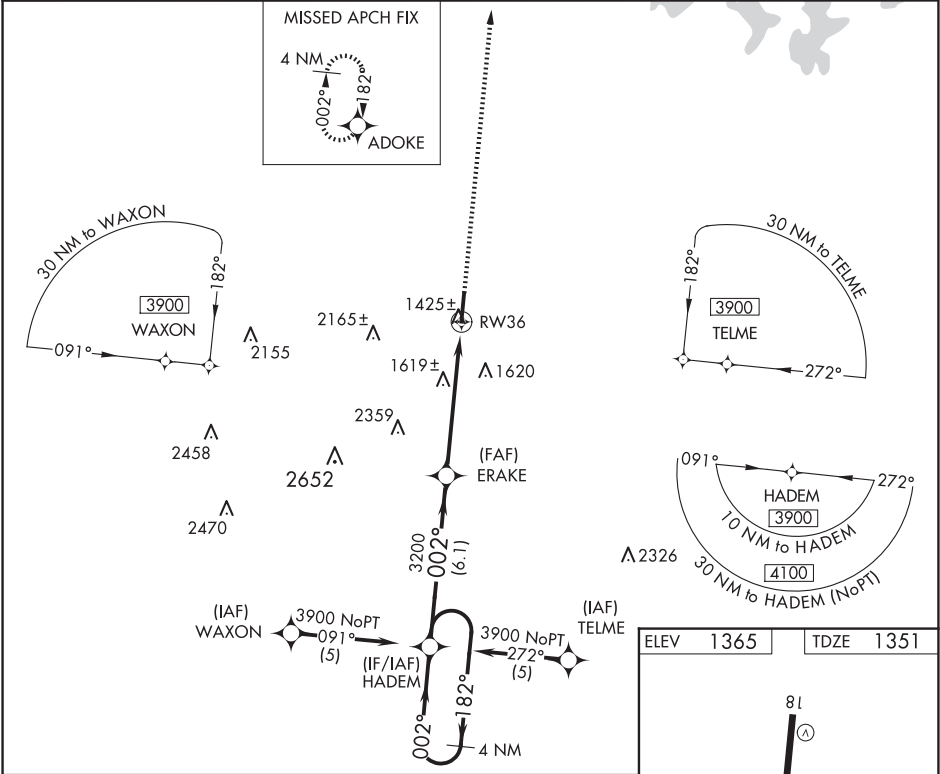 MISSED APCH FIX
4 NM
002°
182°
ADOKE
30 NM to WAXON
182°
3900
WAXON
091°
2155
2165±
1425±
RW36
1619±
1620
30 NM to TELME
182°
3900
TELME
272°
2359
2458
2652
2470
(FAF)
ERAKE
091°
272°
HADEM
3900
10 NM to HADEM
4100
30 NM to HADEM (NoPT)
3200
002°
(6.1)
2326
(IAF)
WAXON
3900 NoPT
091°
(5)
(IF/IAF)
HADEM
3900 NoPT
272°
(5)
(IAF)
TELME
002°
182°
4 NM
ELEV 1365
TDZE 1351
18